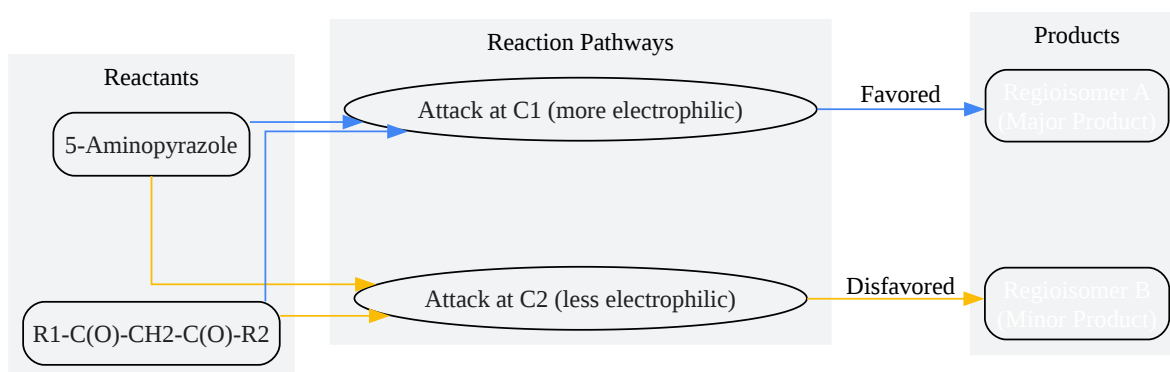 Reactants
Reaction Pathways
Products
5-Aminopyrazole
R1-C(O)-CH2-C(O)-R2
Attack at C1 (more electrophilic)
Attack at C2 (less electrophilic)
Favored
Disfavored
Regioisomer A
(Major Product)
Regioisomer B
(Minor Product)